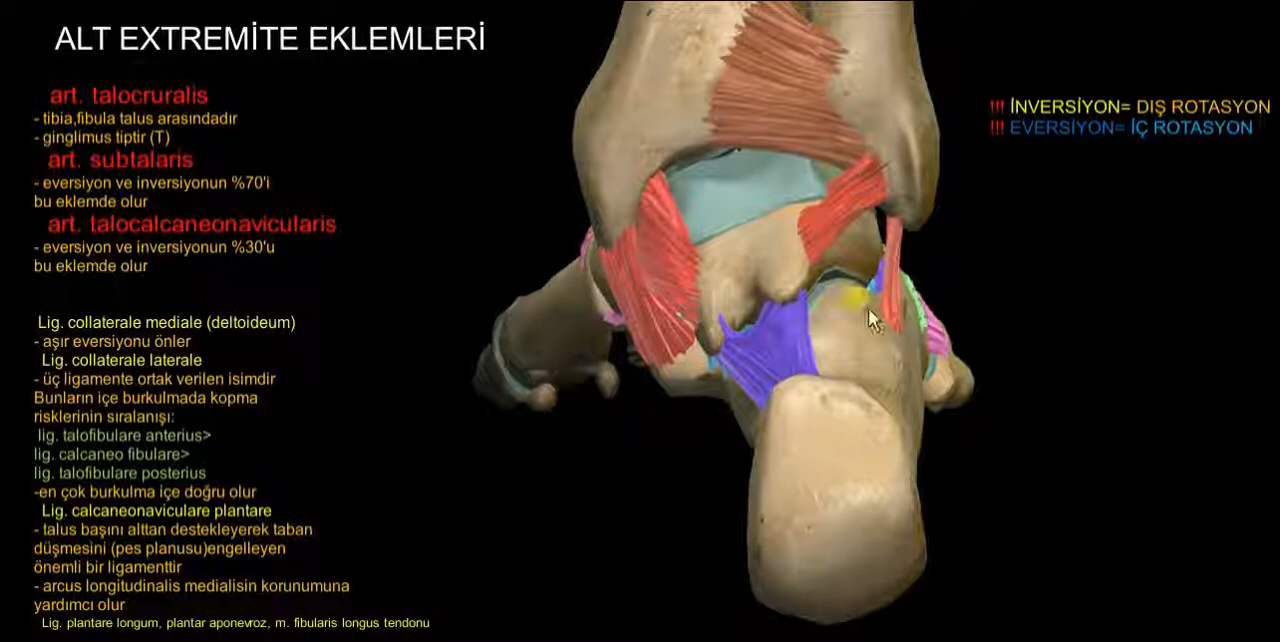 ALT EXTREMİTE EKLEMLERİ
art. talocruralis
- tibia,fibula talus arasındadır
- ginglimus tiptir (T)
art. subtalaris
- eversiyon ve inversiyonun %70'i
bu eklemde olur
art. talocalcaneonavicularis
- eversiyon ve inversiyonun %30'u
bu eklemde olur
Lig. collaterale mediale (deltoideum)
- aşır eversiyonu önler
Lig. collaterale laterale
- üç ligamente ortak verilen isimdir
Bunların içe burkulmada kopma
risklerinin sıralanışı:
lig. talofibulare anterius>
lig. calcaneo fibulare>
lig. talofibulare posterius
-en çok burkulma içe doğru olur
Lig. calcaneonaviculare plantare
- talus başını alttan destekleyerek taban
düşmesini (pes planusu)engelleyen
önemli bir ligamenttir
- arcus longitudinalis medialisin korunumuna
yardımcı olur
Lig. plantare longum, plantar aponevroz, m. fibularis longus tendonu
!!! İNVERSİYON= DIŞ ROTASYON
!!! EVERSİYON= İÇ ROTASYON